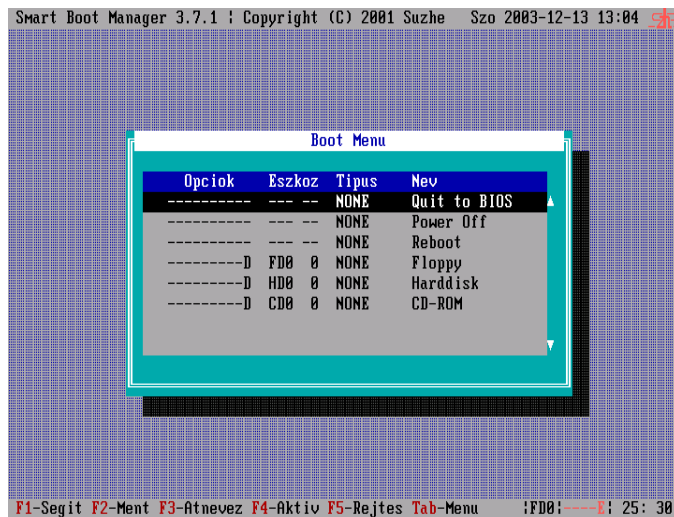 Smart Boot Manager 3.7.1 ¦ Copyright (C) 2001 Suzhe Szo 2003-12-13 13:04
Boot Menu
Opciok Eszkoz Tipus Nev
---------- --- -- NONE Quit to BIOS
---------- --- -- NONE Power Off
---------- --- -- NONE Reboot
---------D FD0 0 NONE Floppy
---------D HD0 0 NONE Harddisk
---------D CD0 0 NONE CD-ROM
F1-Segit F2-Ment F3-Atnevez F4-Aktiv F5-Rejtes Tab-Menu ¦FD0¦----E¦ 25: 30